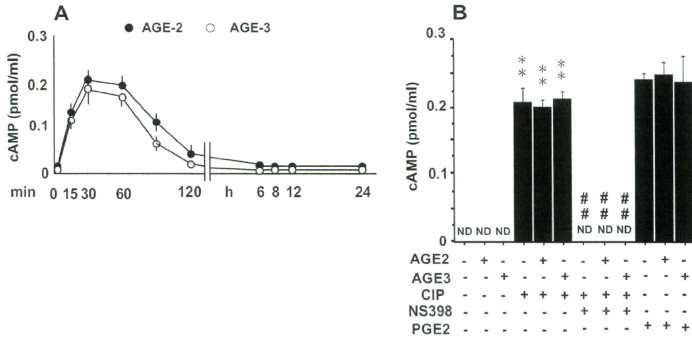 A
AGE-2 AGE-3
0.3
0.2
0.1
0
cAMP (pmol/ml)
min 0 15 30 60 120 h 6 8 12 24
B
0.3
0.2
0.1
0
cAMP (pmol/ml)
** ** **
# # #
# # #
ND ND ND ND ND ND
AGE2 - + - - + - - + - - + -
AGE3 - - + - - + - - + - - +
CIP - - - + + + + + + - - -
NS398 - - - - - - + + + - - -
PGE2 - - - - - - - - - + + +